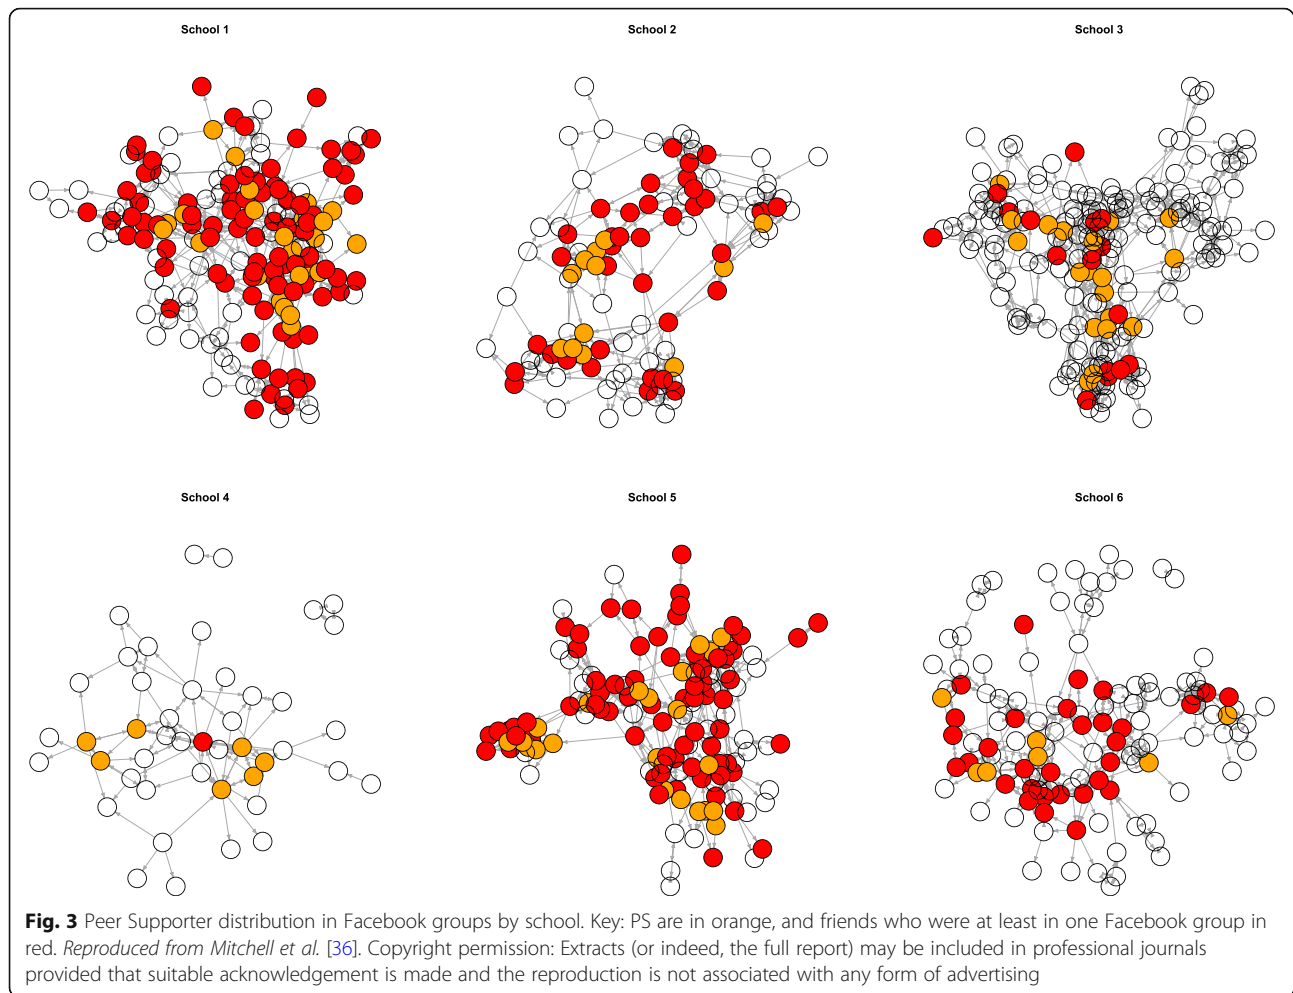 School 1
School 2
School 3
School 4
School 5
School 6
Fig. 3 Peer Supporter distribution in Facebook groups by school. Key: PS are in orange, and friends who were at least in one Facebook group in
red. Reproduced from Mitchell et al. [36]. Copyright permission: Extracts (or indeed, the full report) may be included in professional journals
provided that suitable acknowledgement is made and the reproduction is not associated with any form of advertising